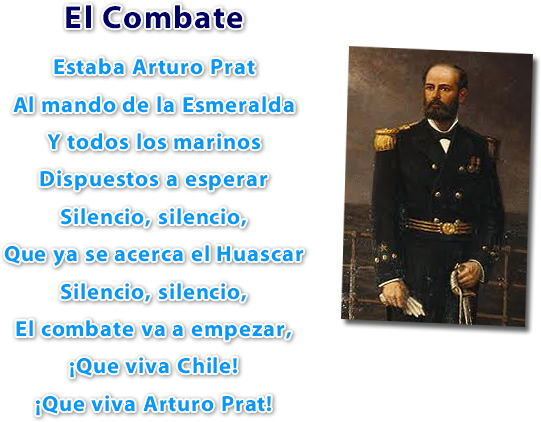 El Combate
Estaba Arturo Prat
Al mando de la Esmeralda
Y todos los marinos
Dispuestos a esperar
Silencio, silencio,
Que ya se acerca el Huascar
Silencio, silencio,
El combate va a empezar,
¡Que viva Chile!
¡Que viva Arturo Prat!